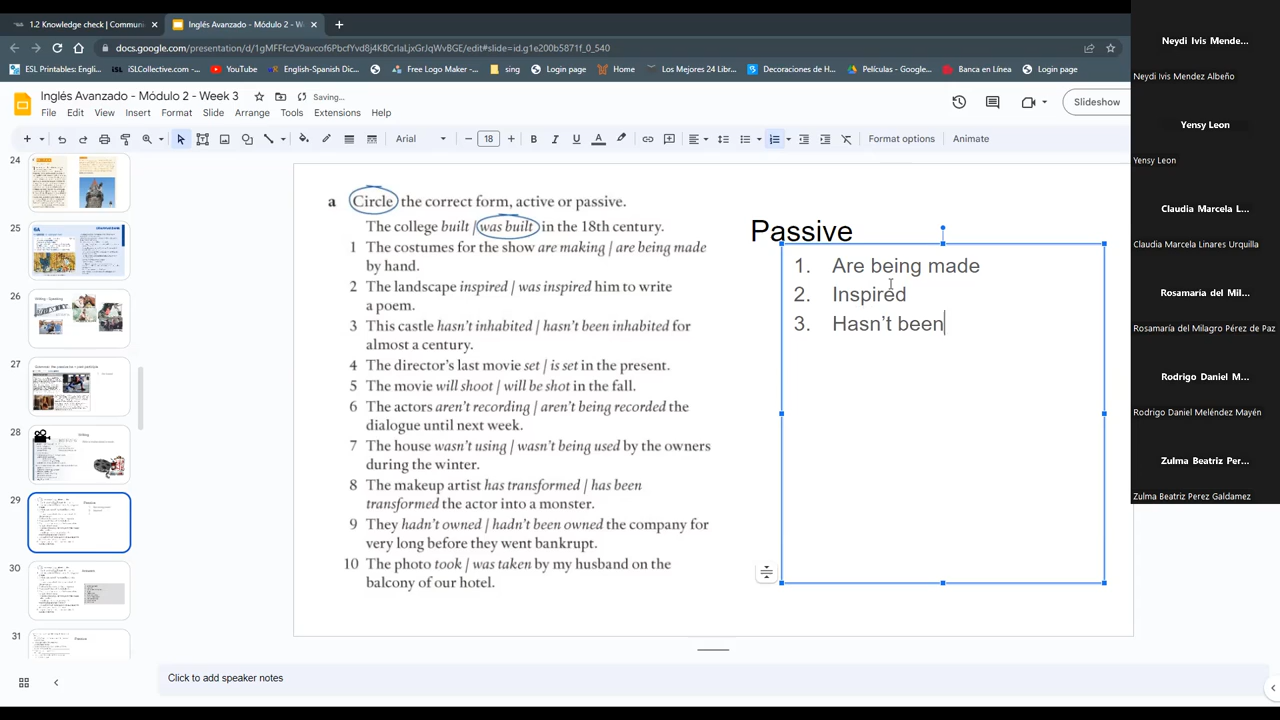 1.2 Knowledge check | Communi
Inglés Avanzado - Módulo 2 - Wee
docs.google.com/presentation/d/1gMFFczV9avcof6PbcfYvd8j4KBCrlaLjxGrJqWvBGE/edit#slide=id.g1e200b5871f_0_540
ESL Printables: Engl...
iSLCollective.com -...
YouTube
English-Spanish Dic...
Free Logo Maker -...
sing
Login page
Home
Los Mejores 24 Libr...
Decoraciones de H...
Películas - Google...
Banca en Línea
Login page
Inglés Avanzado - Módulo 2 - Week 3
Saving...
File Edit View Insert Format Slide Arrange Tools Extensions Help
Slideshow
Arial
18
Format options
Animate
24
25
26
27
28
29
30
31
a Circle the correct form, active or passive.
The college built | was built in the 18th century.
1 The costumes for the show are making | are being made
by hand.
2 The landscape inspired | was inspired him to write
a poem.
3 This castle hasn't inhabited | hasn't been inhabited for
almost a century.
4 The director's last movie set | is set in the present.
5 The movie will shoot | will be shot in the fall.
6 The actors aren't recording | aren't being recorded the
dialogue until next week.
7 The house wasn't using | wasn't being used by the owners
during the winter.
8 The makeup artist has transformed | has been
transformed the actor into a monster.
9 They hadn't owned | hadn't been owned the company for
very long before they went bankrupt.
10 The photo took | was taken by my husband on the
balcony of our hotel.
Passive
1. Are being made
2. Inspired
3. Hasn't been
Click to add speaker notes
Neydi Ivis Mende...
Neydi Ivis Mendez Albeño
Yensy Leon
Yensy Leon
Claudia Marcela L...
Claudia Marcela Linares Urquilla
Rosamaria del Mil...
Rosamaría del Milagro Pérez de Paz
Rodrigo Daniel M...
Rodrigo Daniel Meléndez Mayén
Zulma Beatriz Per...
Zulma Beatriz Perez Galdamez